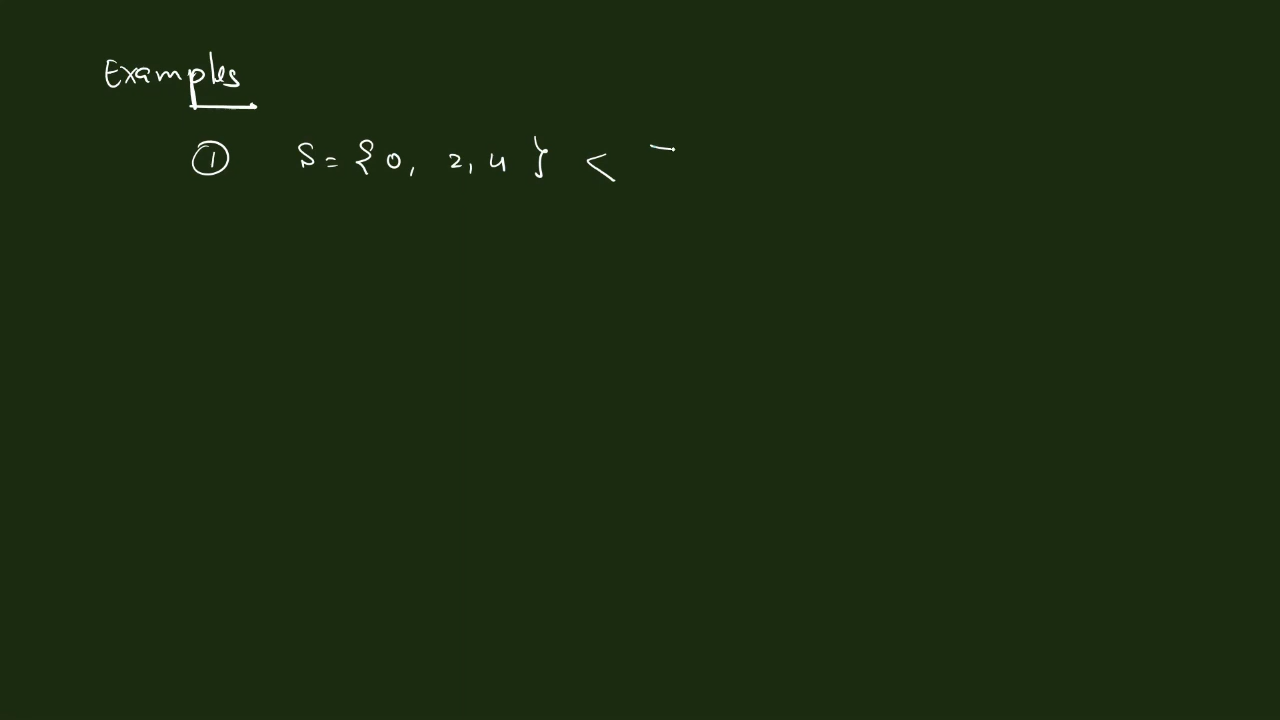 Examples
① S = { 0, 2, 4 } <